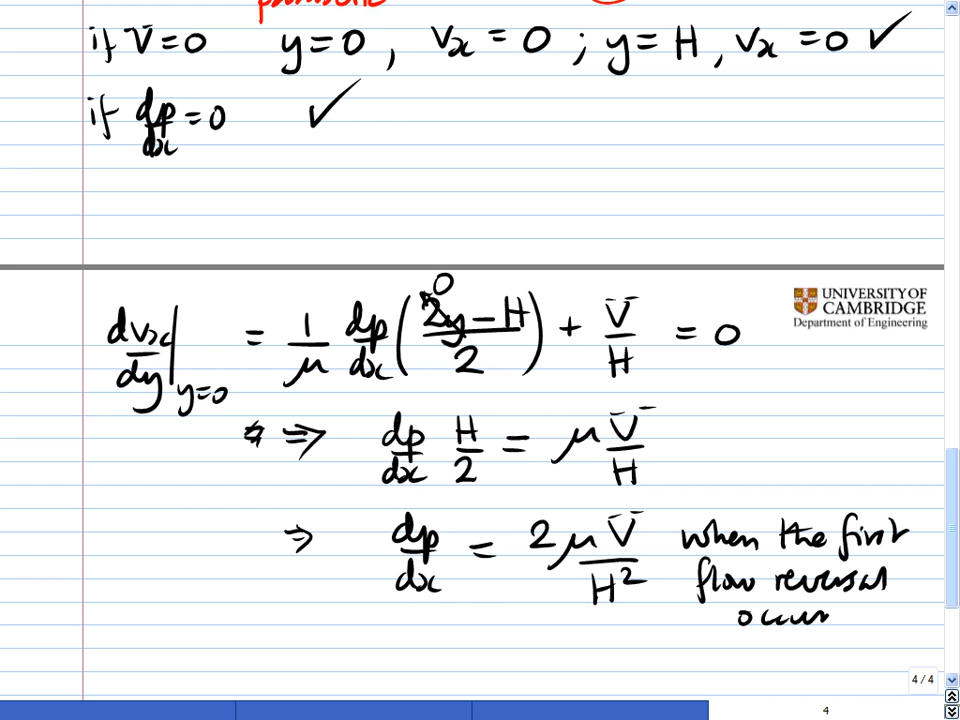 parabolic
if V=0 y=0, vx = 0 ; y=H, vx =0 ✓
if dp/dx =0 ✓
UNIVERSITY OF
CAMBRIDGE
Department of Engineering
dvx/dy|y=0 = 1/μ dp/dx ( (2y − H)/2 ) + V/H = 0
0
⇒ dp/dx H/2 = μ V/H
⇒ dp/dx = 2μV/H² when the first
flow reversal
occurs
4 / 4
4